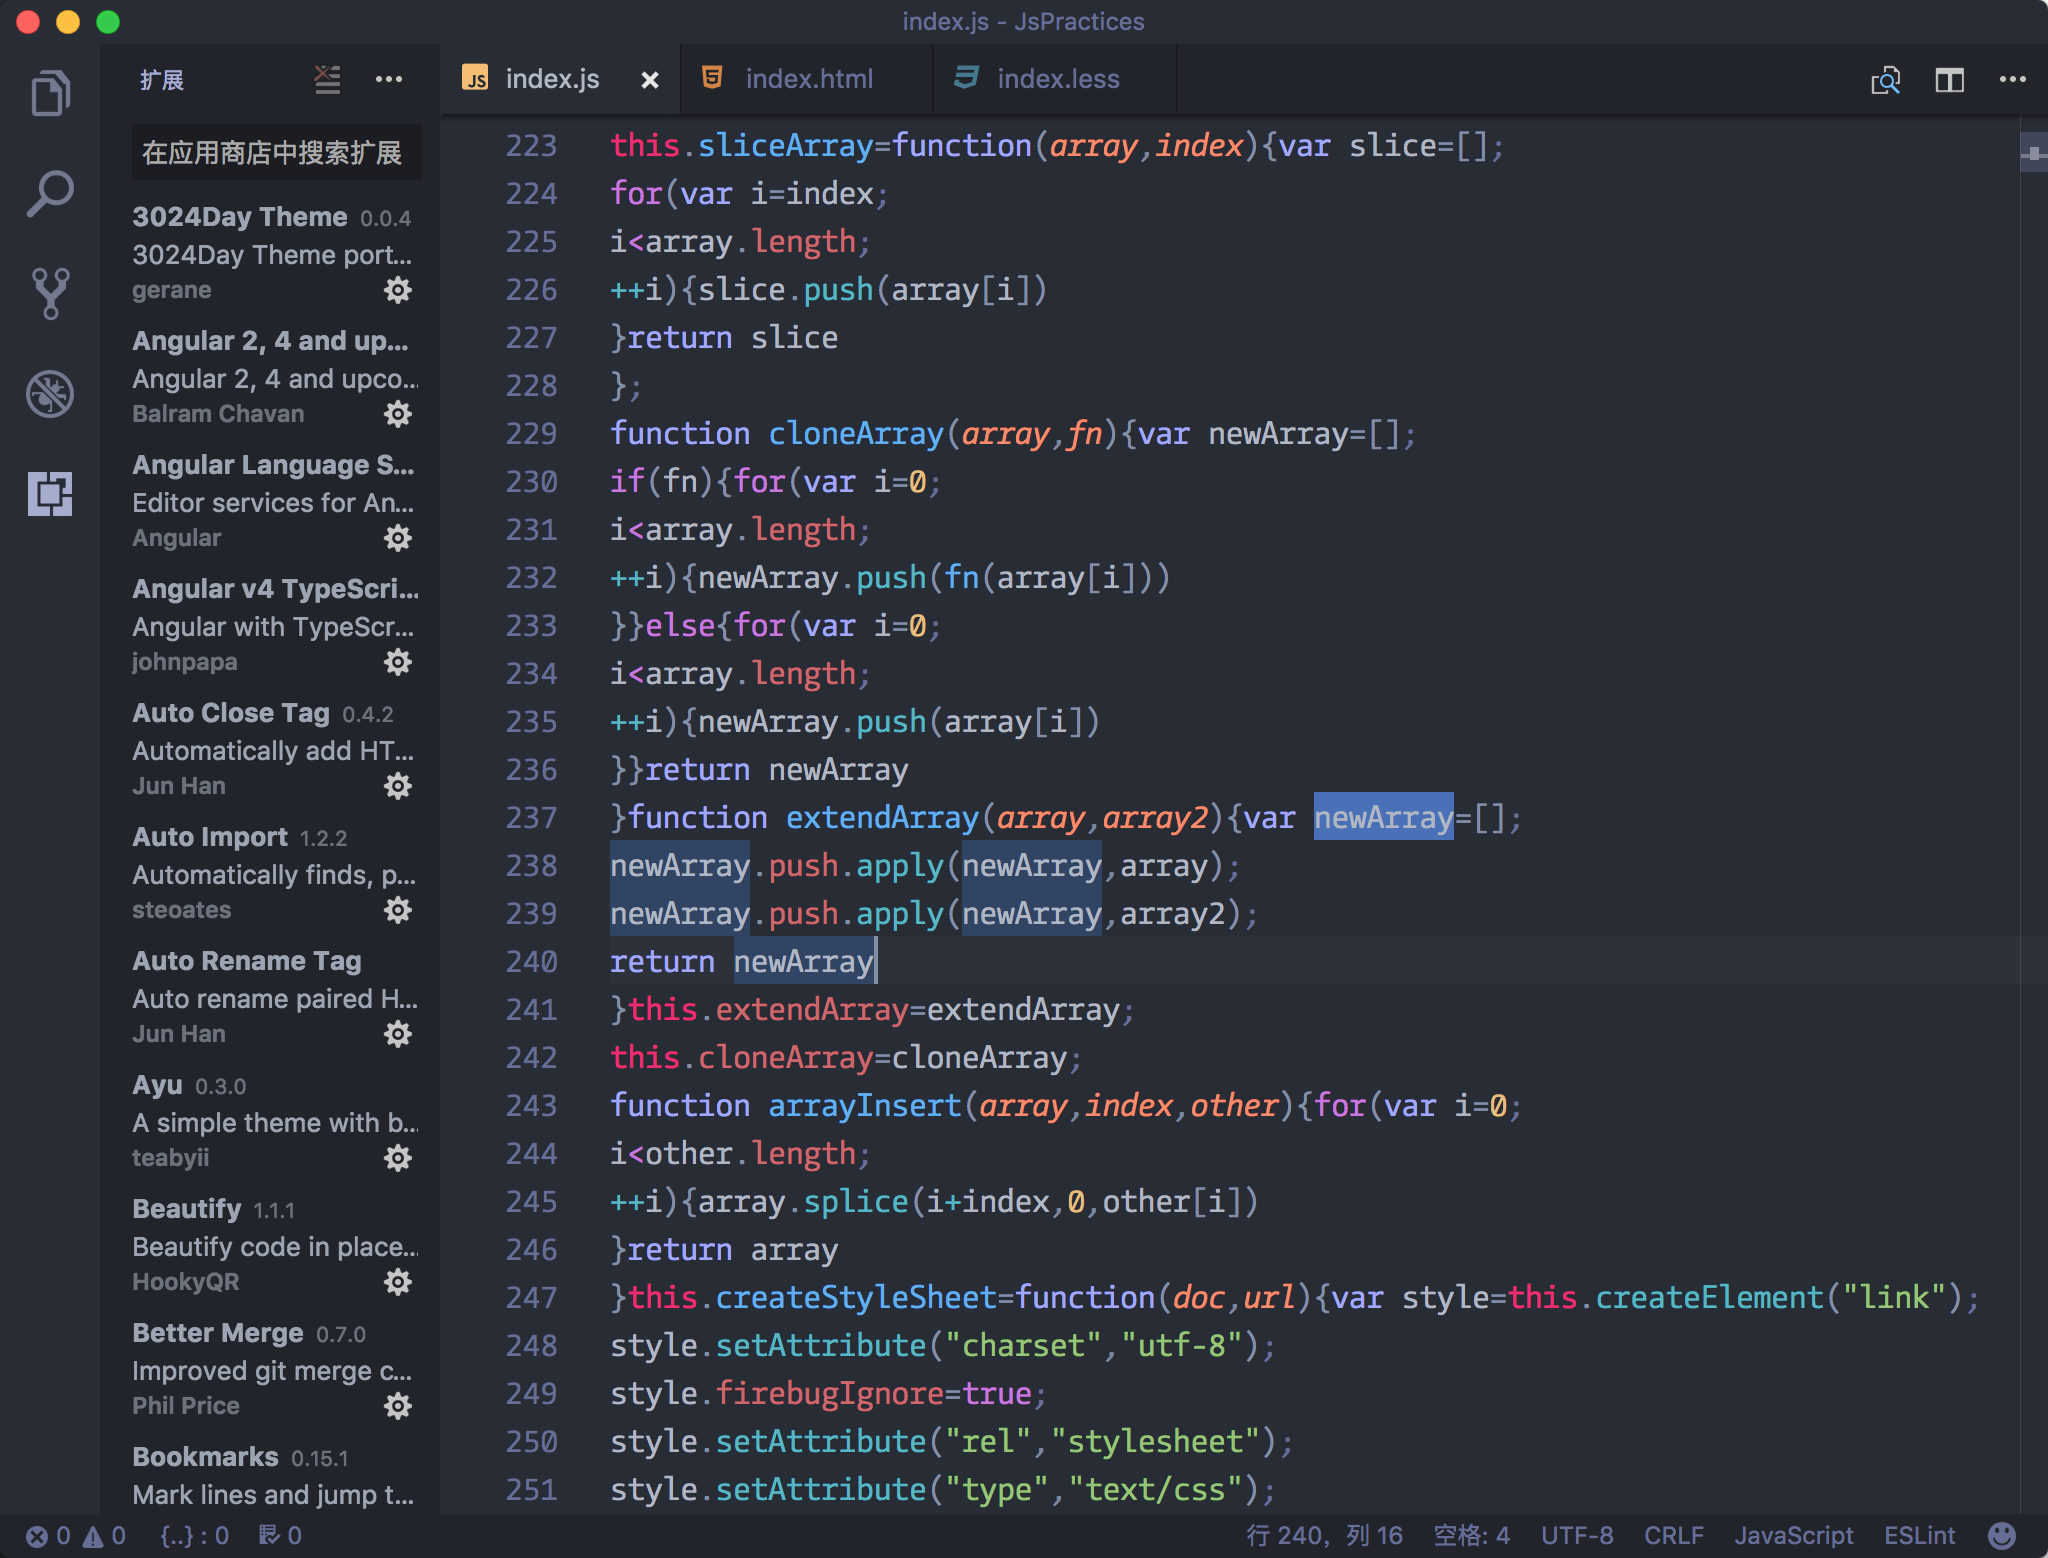 index.js - JsPractices
扩展
index.js
index.html
index.less
在应用商店中搜索扩展
3024Day Theme 0.0.4
3024Day Theme port...
gerane
Angular 2, 4 and up...
Angular 2, 4 and upco...
Balram Chavan
Angular Language S...
Editor services for An...
Angular
Angular v4 TypeScri...
Angular with TypeScr...
johnpapa
Auto Close Tag 0.4.2
Automatically add HT...
Jun Han
Auto Import 1.2.2
Automatically finds, p...
steoates
Auto Rename Tag
Auto rename paired H...
Jun Han
Ayu 0.3.0
A simple theme with b...
teabyii
Beautify 1.1.1
Beautify code in place...
HookyQR
Better Merge 0.7.0
Improved git merge c...
Phil Price
Bookmarks 0.15.1
Mark lines and jump t...
223 this.sliceArray=function(array,index){var slice=[];
224 for(var i=index;
225 i<array.length;
226 ++i){slice.push(array[i])
227 }return slice
228 };
229 function cloneArray(array,fn){var newArray=[];
230 if(fn){for(var i=0;
231 i<array.length;
232 ++i){newArray.push(fn(array[i]))
233 }}else{for(var i=0;
234 i<array.length;
235 ++i){newArray.push(array[i])
236 }}return newArray
237 }function extendArray(array,array2){var newArray=[];
238 newArray.push.apply(newArray,array);
239 newArray.push.apply(newArray,array2);
240 return newArray
241 }this.extendArray=extendArray;
242 this.cloneArray=cloneArray;
243 function arrayInsert(array,index,other){for(var i=0;
244 i<other.length;
245 ++i){array.splice(i+index,0,other[i])
246 }return array
247 }this.createStyleSheet=function(doc,url){var style=this.createElement("link");
248 style.setAttribute("charset","utf-8");
249 style.firebugIgnore=true;
250 style.setAttribute("rel","stylesheet");
251 style.setAttribute("type","text/css");
0 0 {..} : 0 0 行 240, 列 16 空格: 4 UTF-8 CRLF JavaScript ESLint